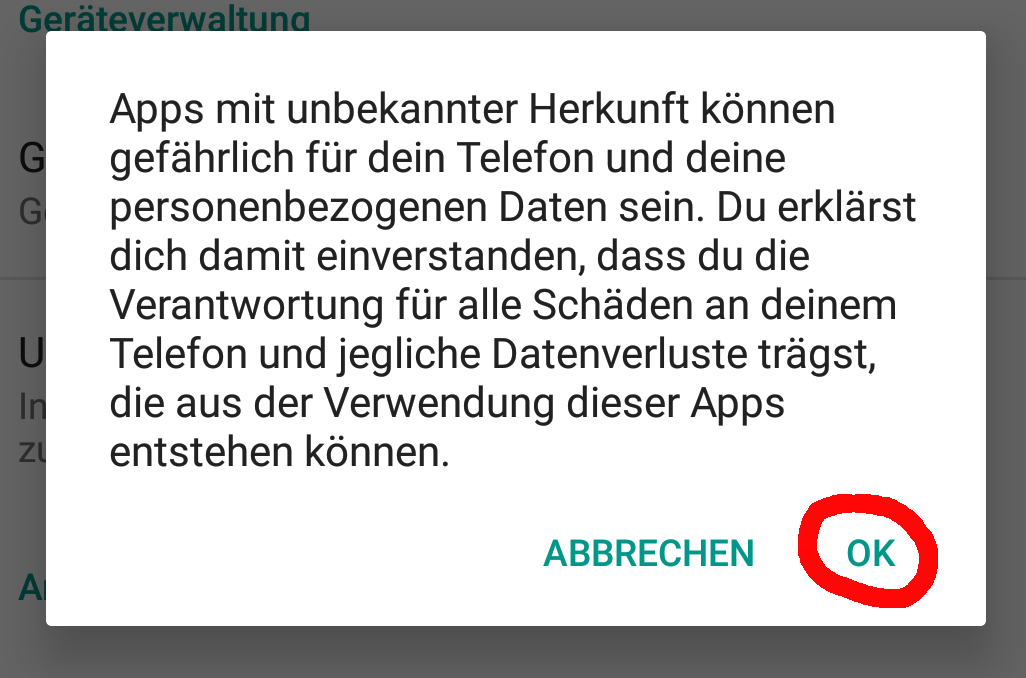 Geräteverwaltung
Apps mit unbekannter Herkunft können
gefährlich für dein Telefon und deine
personenbezogenen Daten sein. Du erklärst
dich damit einverstanden, dass du die
Verantwortung für alle Schäden an deinem
Telefon und jegliche Datenverluste trägst,
die aus der Verwendung dieser Apps
entstehen können.
ABBRECHEN OK